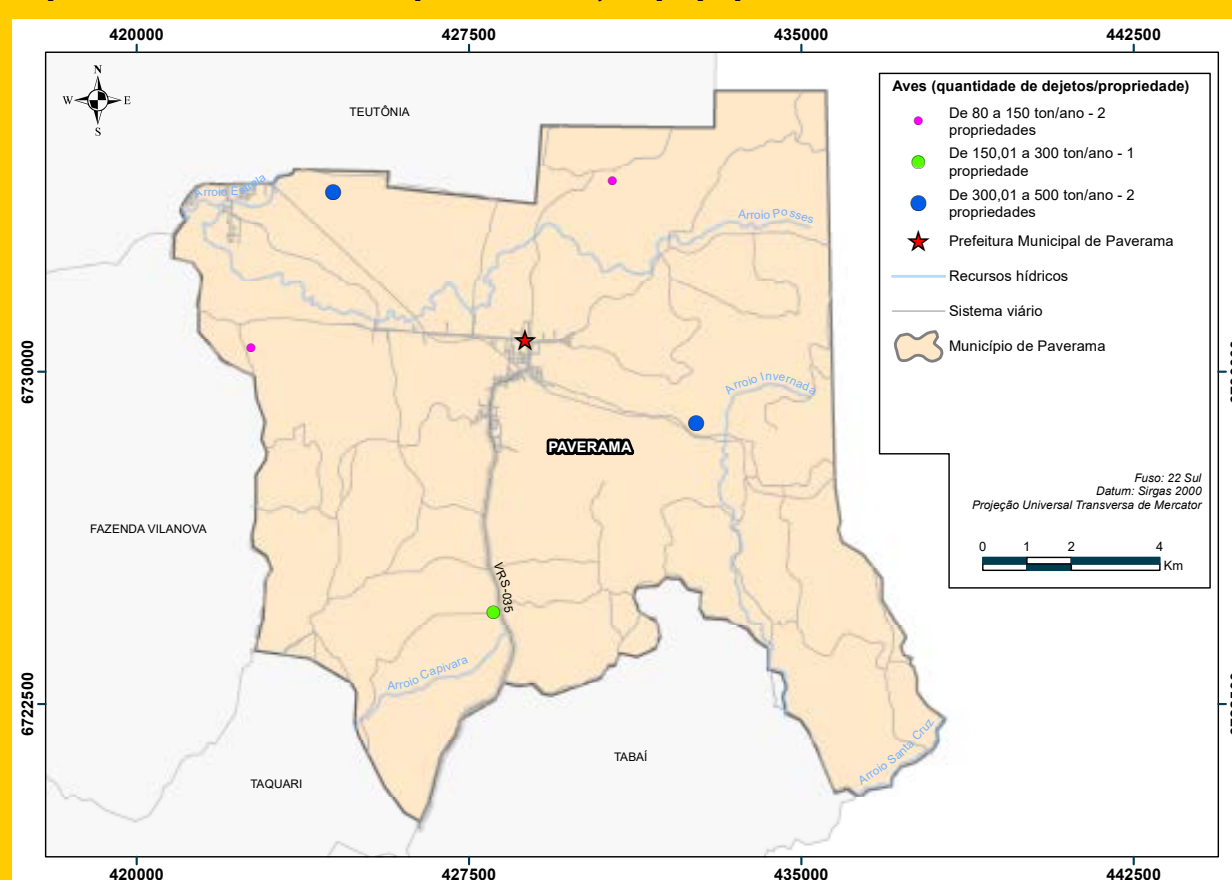 420000 427500 435000 442500
N
W E
S
TEUTÔNIA
Aves (quantidade de dejetos/propriedade)
De 80 a 150 ton/ano - 2
propriedades
De 150,01 a 300 ton/ano - 1
propriedade
De 300,01 a 500 ton/ano - 2
propriedades
Prefeitura Municipal de Paverama
Recursos hídricos
Sistema viário
Município de Paverama
Arroio Posses
6730000
Arroio Invernada
PAVERAMA
Fuso: 22 Sul
Datum: Sirgas 2000
Projeção Universal Transversa de Mercator
0 1 2 4
Km
FAZENDA VILANOVA
VRS-035
Arroio Capivara
6722500
Arroio Santa Cruz
TABAÍ
TAQUARI
420000 427500 435000 442500